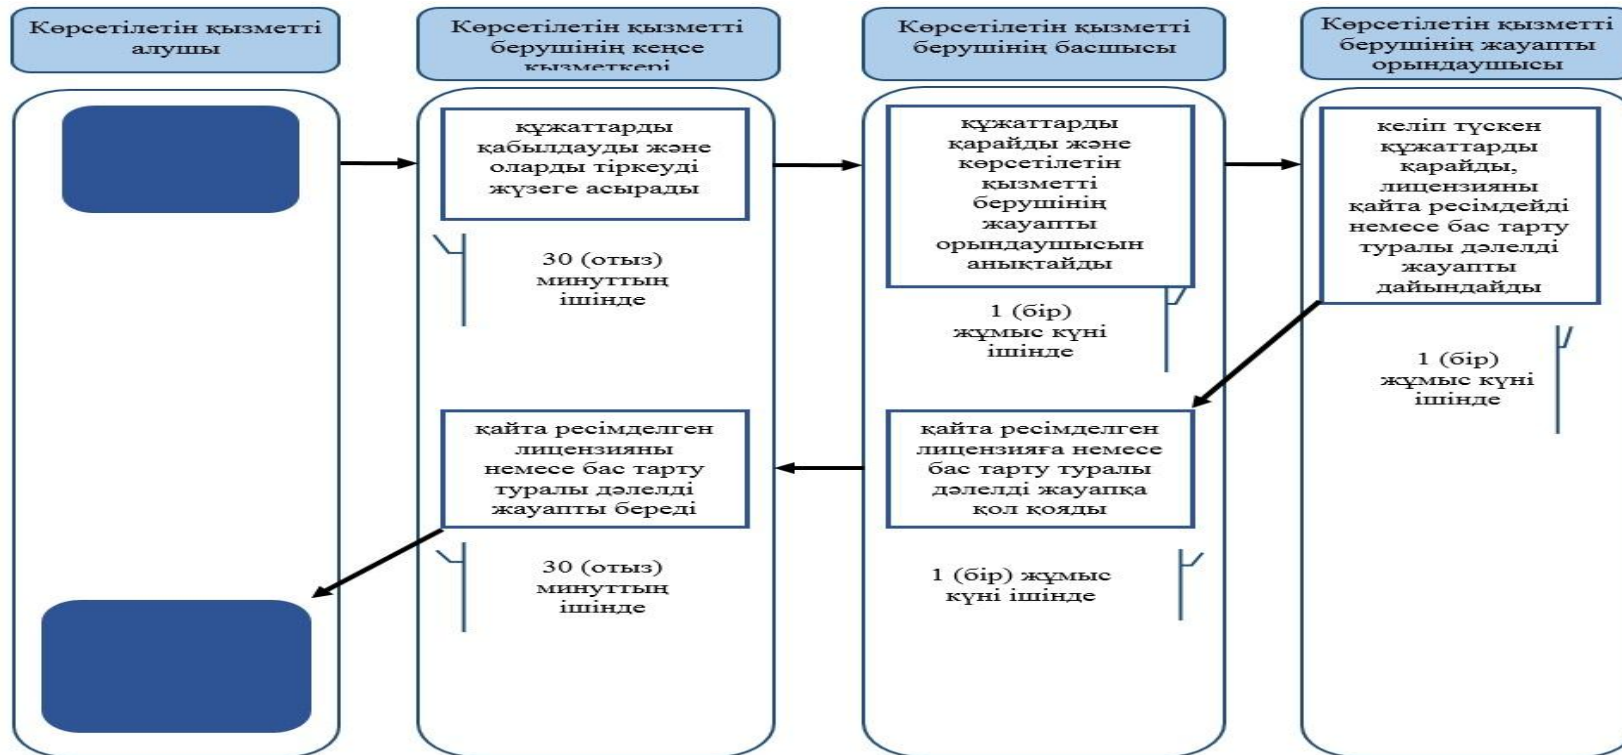 Көрсетілетін қызметті
алушы
Көрсетілетін қызметті
берушінің кеңсе
қызметкері
Көрсетілетін қызметті
берушінің басшысы
Көрсетілетін қызметті
берушінің жауапты
орындаушысы
құжаттарды
қабылдауды және
оларды тіркеуді
жүзеге асырады
30 (отыз)
минуттың
ішінде
құжаттарды
қарайды және
көрсетілетін
қызметті
берушінің
жауапты
орындаушысын
анықтайды
1 (бір)
жұмыс күні
ішінде
келіп түскен
құжаттарды
қарайды,
лицензияны
қайта ресімдейді
немесе бас тарту
туралы дәлелді
жауапты
дайындайды
1 (бір)
жұмыс күні
ішінде
қайта ресімделген
лицензияға немесе
бас тарту туралы
дәлелді жауапқа
қол қояды
1 (бір) жұмыс
күні ішінде
қайта ресімделген
лицензияны
немесе бас тарту
туралы дәлелді
жауапты береді
30 (отыз)
минуттың
ішінде